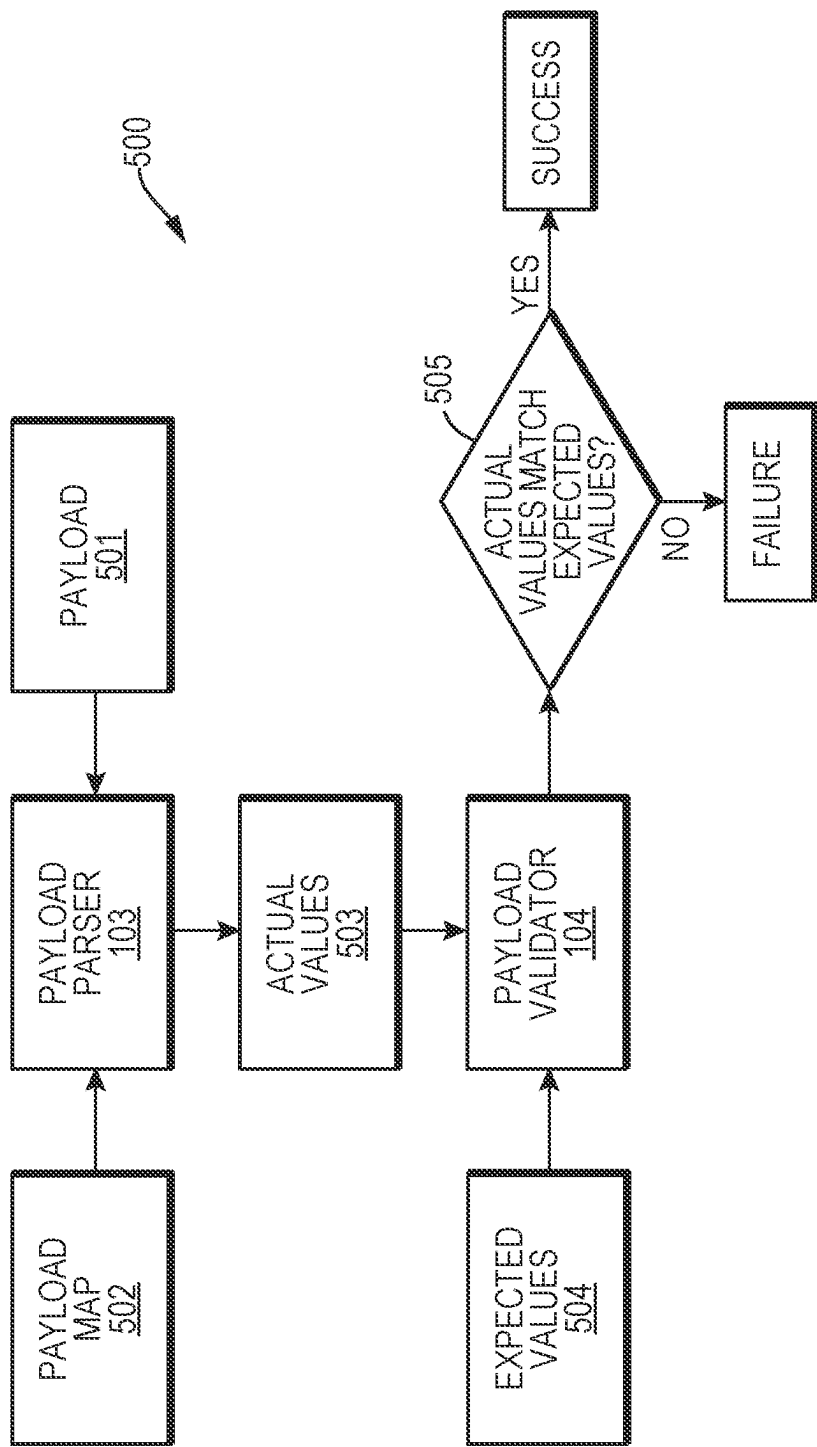 500
PAYLOAD
MAP
502
PAYLOAD
PARSER
103
PAYLOAD
501
ACTUAL
VALUES
503
EXPECTED
VALUES
504
PAYLOAD
VALIDATOR
104
505
ACTUAL
VALUES MATCH
EXPECTED
VALUES?
YES
SUCCESS
NO
FAILURE